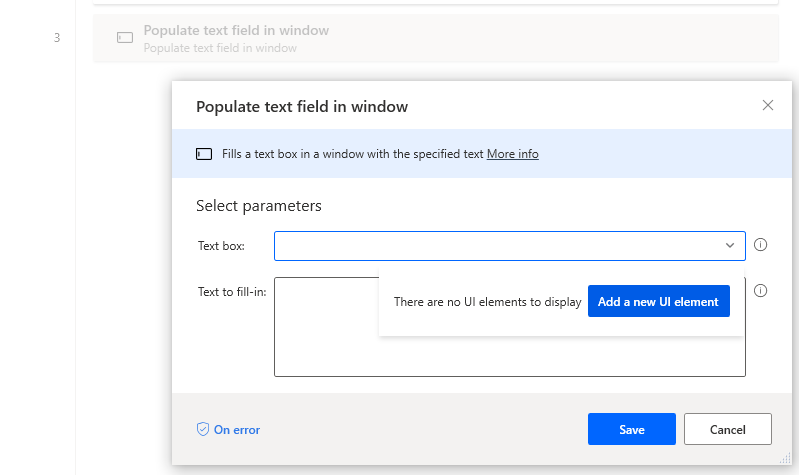 3
Populate text field in window
Populate text field in window
Populate text field in window
Fills a text box in a window with the specified text More info
Select parameters
Text box:
Text to fill-in:
There are no UI elements to display
Add a new UI element
On error
Save
Cancel